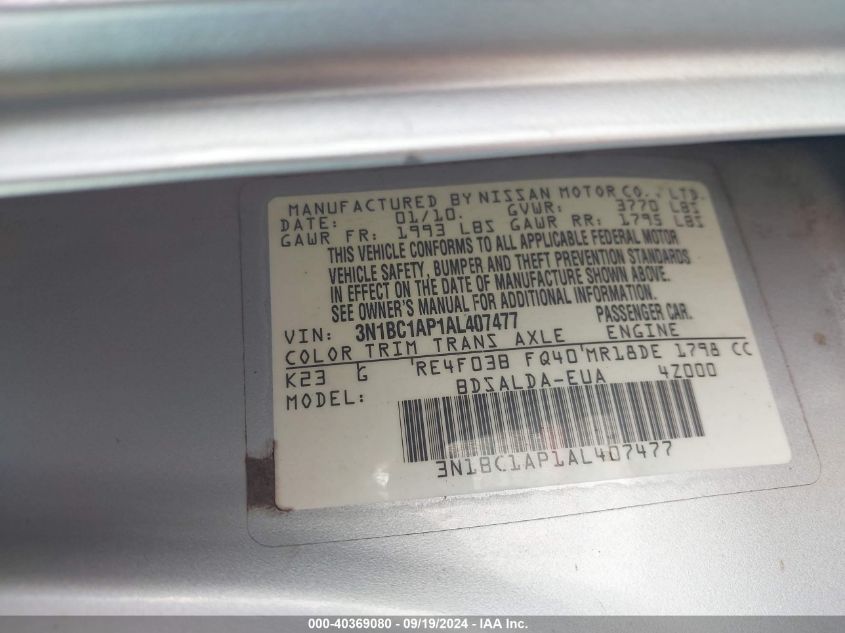 MANUFACTURED BY NISSAN MOTOR CO., LTD.
DATE: 01/10. GVWR: 3770 LBS
GAWR FR: 1993 LBS GAWR RR: 1795 LBS
THIS VEHICLE CONFORMS TO ALL APPLICABLE FEDERAL MOTOR
VEHICLE SAFETY, BUMPER AND THEFT PREVENTION STANDARDS
IN EFFECT ON THE DATE OF MANUFACTURE SHOWN ABOVE.
SEE OWNER'S MANUAL FOR ADDITIONAL INFORMATION.
VIN: 3N1BC1AP1AL407477 PASSENGER CAR.
COLOR TRIM TRANS AXLE ENGINE
K23 G RE4F03B FQ40 MR18DE 1798 CC
MODEL: BDSALDA-EUA 4Z000
3N1BC1AP1AL407477
000-40369080 - 09/19/2024 - IAA Inc.